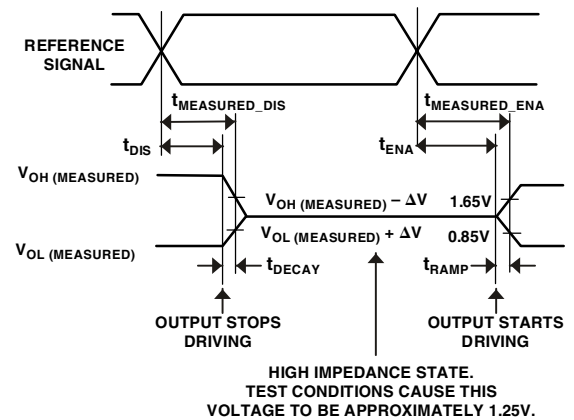 REFERENCE
SIGNAL
tMEASURED_DIS
tMEASURED_ENA
tDIS
tENA
VOH (MEASURED)
VOH (MEASURED) − ΔV
1.65V
VOL (MEASURED) + ΔV
0.85V
VOL (MEASURED)
tDECAY
tRAMP
OUTPUT STOPS
DRIVING
OUTPUT STARTS
DRIVING
HIGH IMPEDANCE STATE.
TEST CONDITIONS CAUSE THIS
VOLTAGE TO BE APPROXIMATELY 1.25V.